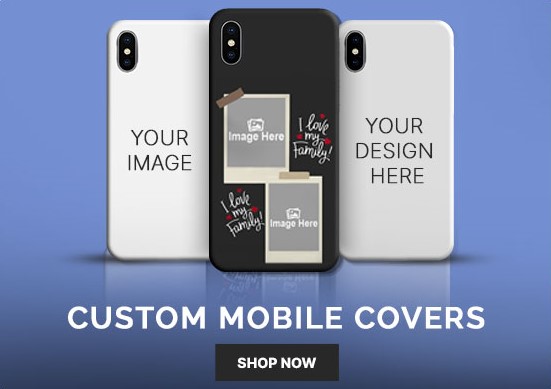 YOUR
IMAGE
Image Here
I love
my
Family!
I love
my
Family!
Image Here
YOUR
DESIGN
HERE
CUSTOM MOBILE COVERS
SHOP NOW